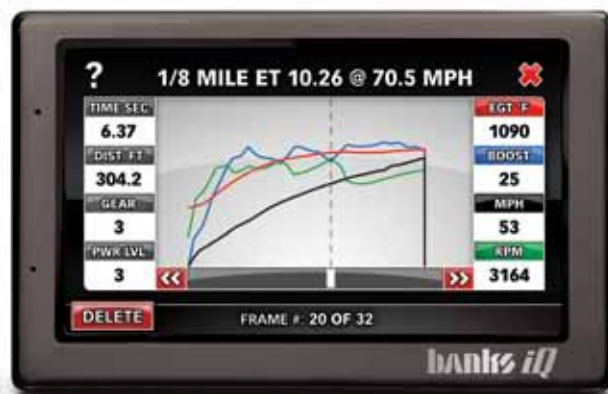 ? 1/8 MILE ET 10.26 @ 70.5 MPH
TIME SEC
6.37
DIST. FT
304.2
GEAR
3
PWR LVL
3
EGT °F
1090
BOOST
25
MPH
53
RPM
3164
DELETE
FRAME #: 20 OF 32
banks iQ